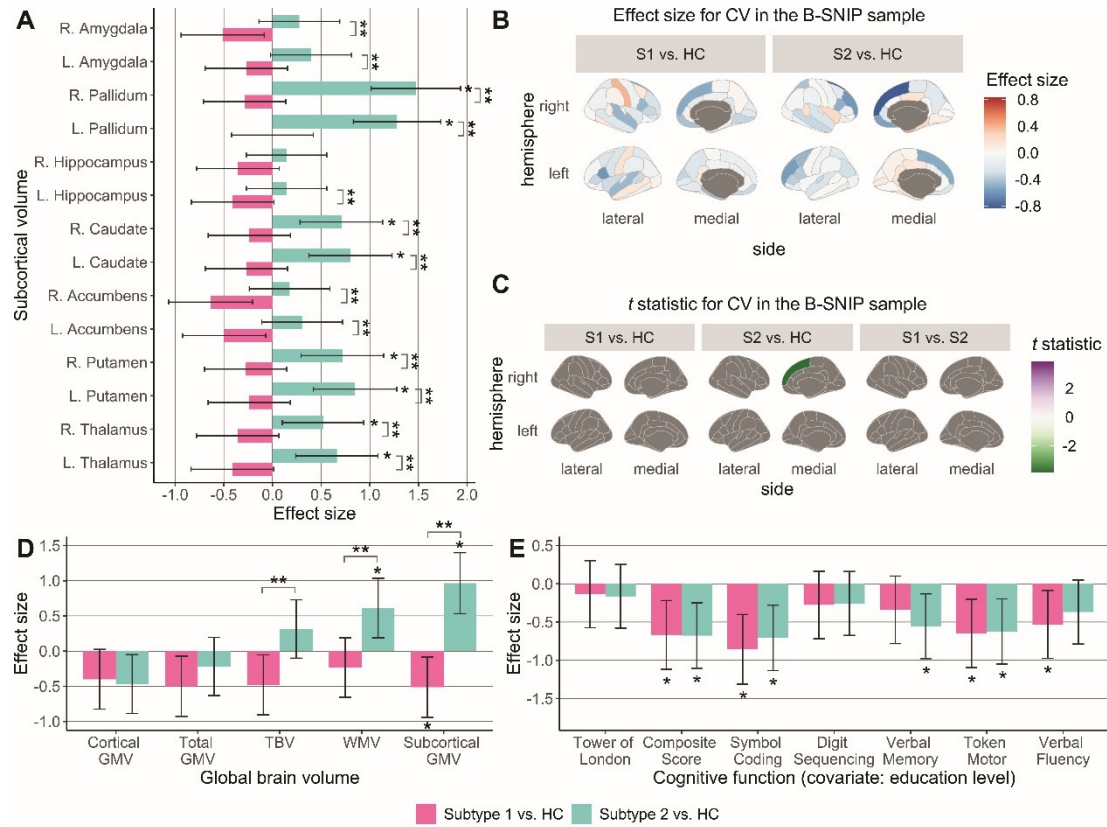 A
Subcortical volume
R. Amygdala
L. Amygdala
R. Pallidum
L. Pallidum
R. Hippocampus
L. Hippocampus
R. Caudate
L. Caudate
R. Accumbens
L. Accumbens
R. Putamen
L. Putamen
R. Thalamus
L. Thalamus
**
**
* **
* **
**
* **
* **
**
**
* **
* **
* **
* **
-1.0 -0.5 0.0 0.5 1.0 1.5 2.0
Effect size
B
Effect size for CV in the B-SNIP sample
S1 vs. HC S2 vs. HC
hemisphere
right
left
lateral medial lateral medial
side
Effect size
0.8
0.4
0.0
-0.4
-0.8
C
t statistic for CV in the B-SNIP sample
S1 vs. HC S2 vs. HC S1 vs. S2
hemisphere
right
left
lateral medial lateral medial lateral medial
side
t statistic
2
0
-2
D
Effect size
1.5
1.0
0.5
0.0
-0.5
-1.0
** ** * ** * *
Cortical GMV
Total GMV
TBV
WMV
Subcortical GMV
Global brain volume
E
Effect size
0.5
0.0
-0.5
-1.0
-1.5
* * * * * * * *
Tower of London
Composite Score
Symbol Coding
Digit Sequencing
Verbal Memory
Token Motor
Verbal Fluency
Cognitive function (covariate: education level)
Subtype 1 vs. HC Subtype 2 vs. HC